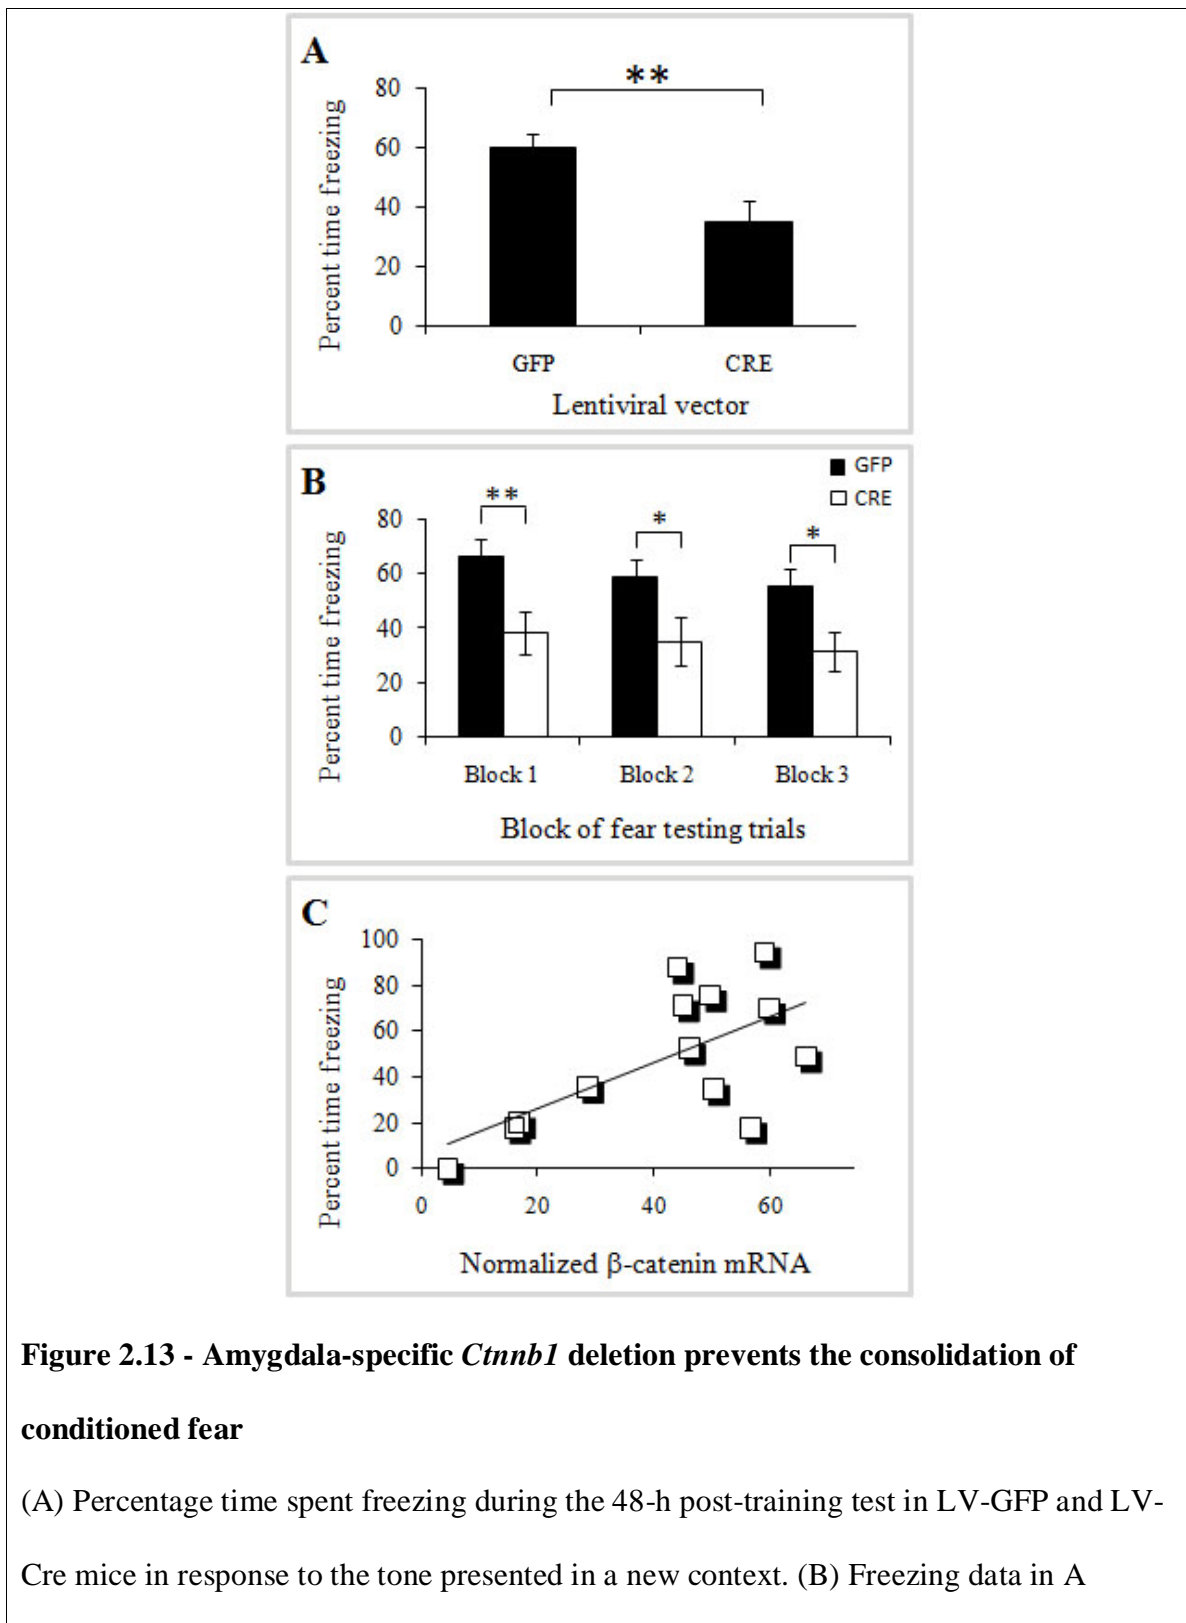 A
**
Percent time freezing
80
60
40
20
0
GFP CRE
Lentiviral vector
B
GFP
CRE
** * *
Percent time freezing
80
60
40
20
0
Block 1 Block 2 Block 3
Block of fear testing trials
C
Percent time freezing
100
80
60
40
20
0
0 20 40 60
Normalized β-catenin mRNA
Figure 2.13 - Amygdala-specific Ctnnb1 deletion prevents the consolidation of
conditioned fear
(A) Percentage time spent freezing during the 48-h post-training test in LV-GFP and LV-
Cre mice in response to the tone presented in a new context. (B) Freezing data in A